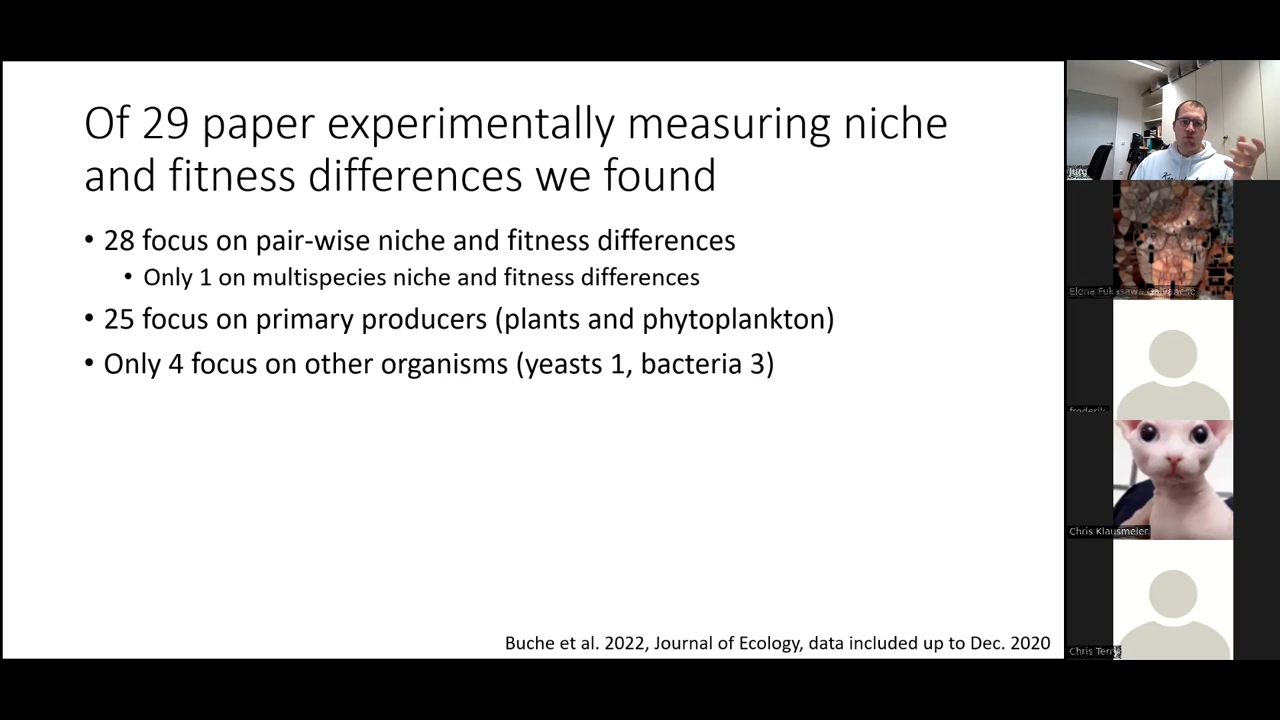 Of 29 paper experimentally measuring niche
and fitness differences we found
• 28 focus on pair-wise niche and fitness differences
• Only 1 on multispecies niche and fitness differences
• 25 focus on primary producers (plants and phytoplankton)
• Only 4 focus on other organisms (yeasts 1, bacteria 3)
Buche et al. 2022, Journal of Ecology, data included up to Dec. 2020
Jurg
Elena Fukasawa Galvanese
frederik
Chris Klausmeier
Chris Terry